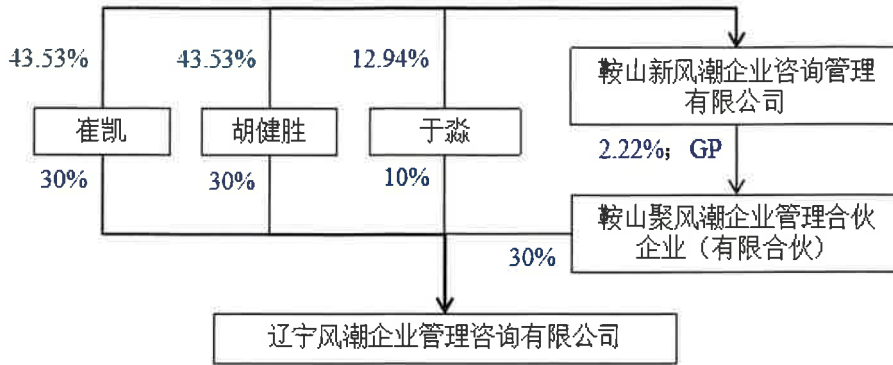 43.53%
43.53%
12.94%
鞍山新风潮企业咨询管理
有限公司
崔凯
胡健胜
于淼
2.22%；GP
30%
30%
10%
鞍山聚风潮企业管理合伙
企业（有限合伙）
30%
辽宁风潮企业管理咨询有限公司